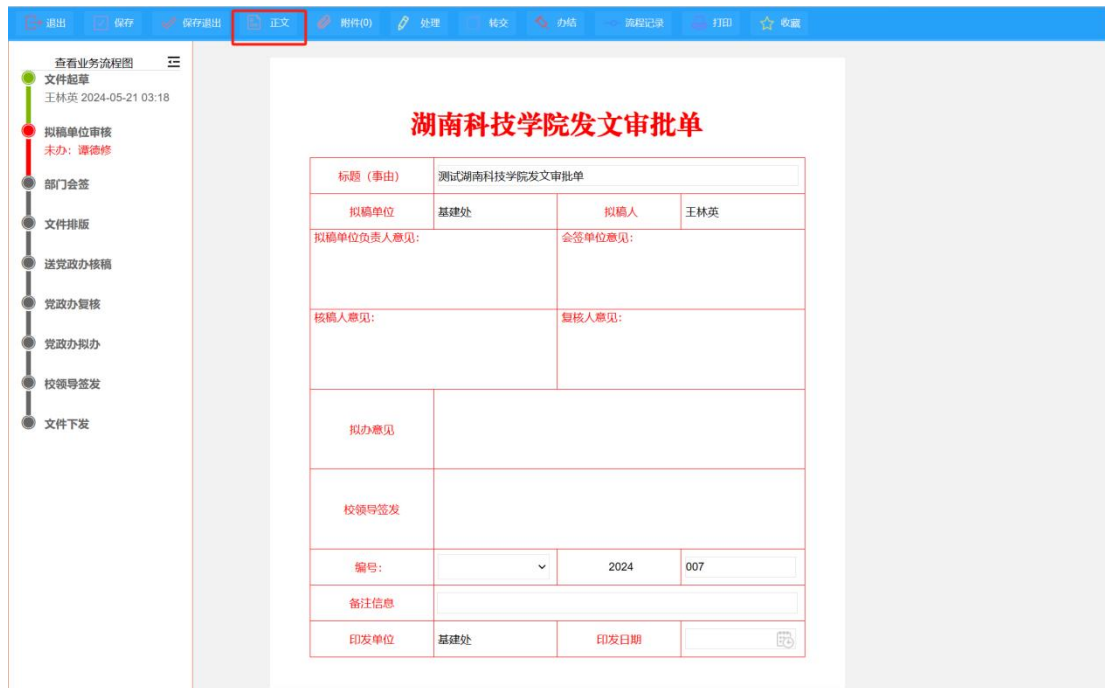 退出 保存 保存退出 正文 附件(0) 处理 转交 办结 流程记录 打印 收藏
查看业务流程图
文件起草
王林英 2024-05-21 03:18
拟稿单位审核
未办：谭德修
部门会签
文件排版
送党政办核稿
党政办复核
党政办拟办
校领导签发
文件下发
湖南科技学院发文审批单
标题（事由） 测试湖南科技学院发文审批单
拟稿单位 基建处 拟稿人 王林英
拟稿单位负责人意见： 会签单位意见：
核稿人意见： 复核人意见：
拟办意见
校领导签发
编号： 2024 007
备注信息
印发单位 基建处 印发日期